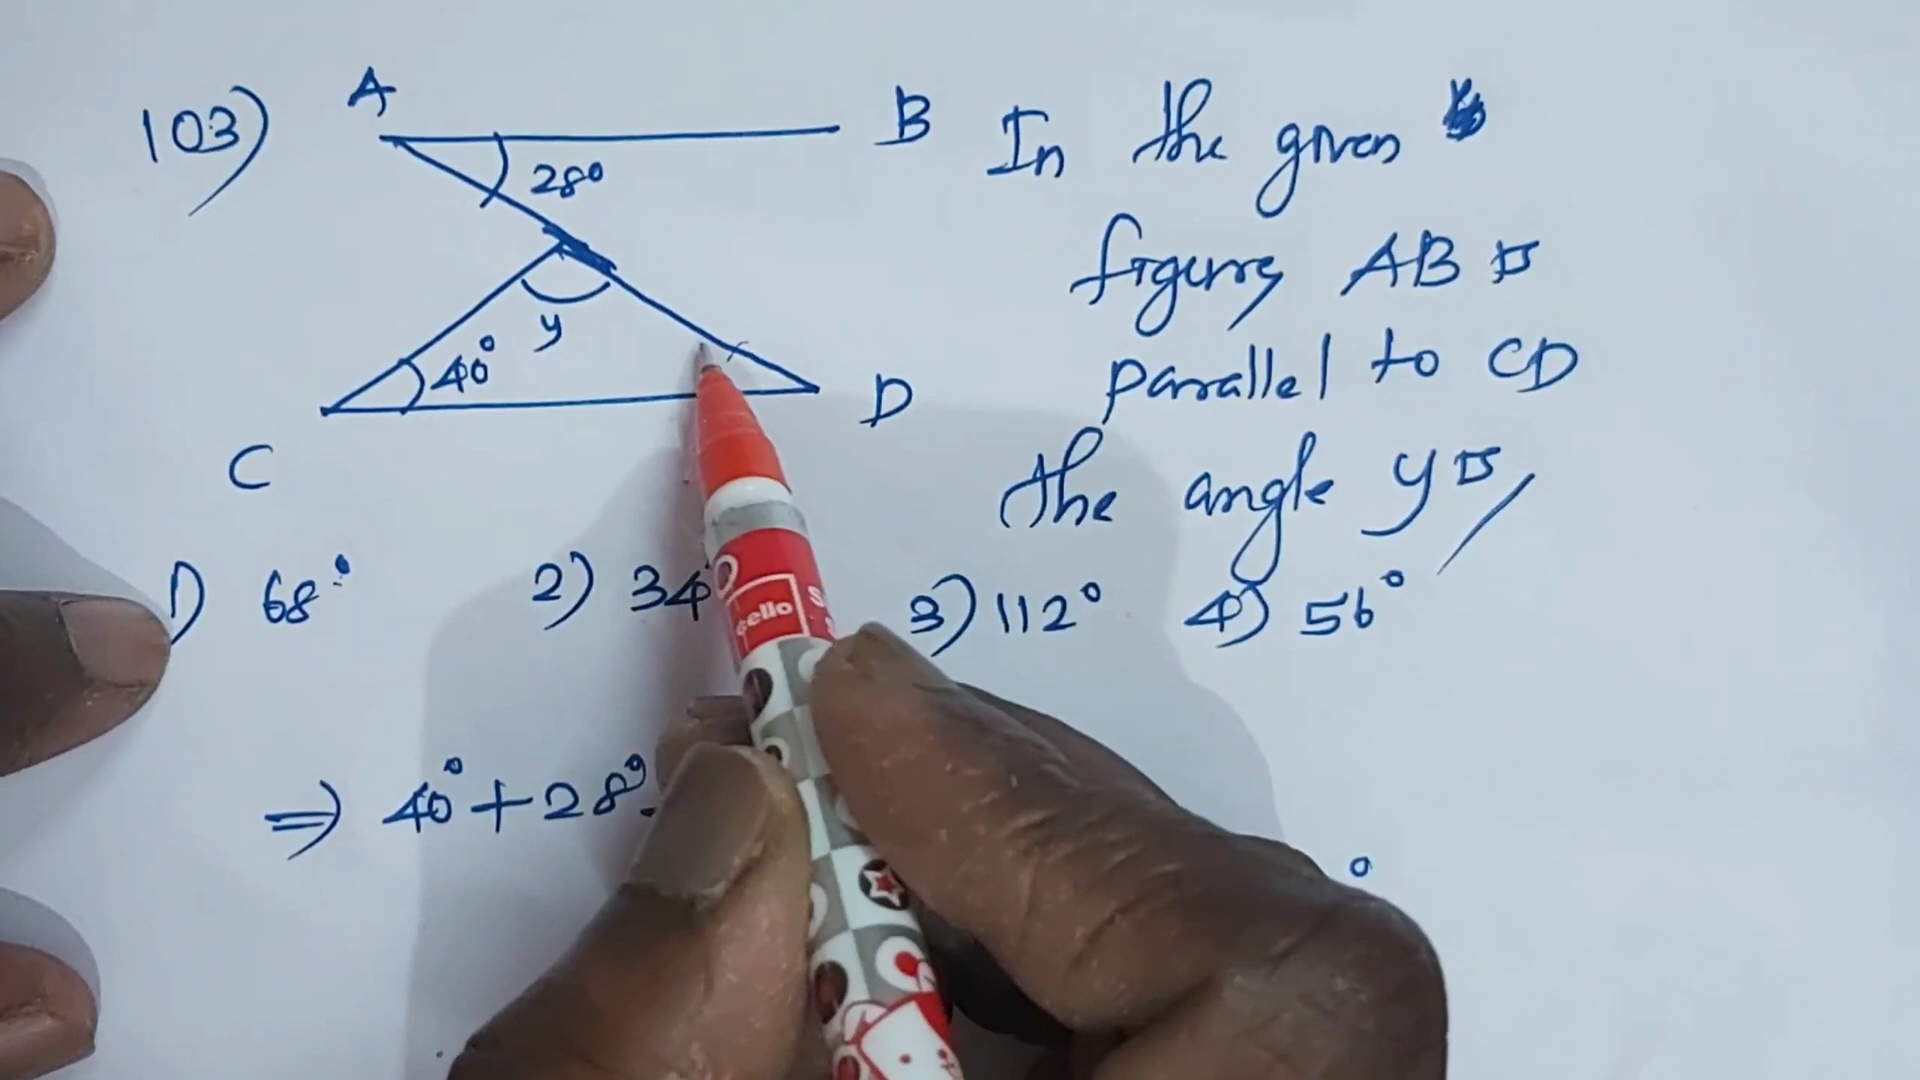 103)
A
B
28°
y
40°
C
D
In the given
figure AB is
parallel to CD
the angle y is
1) 68° 2) 34° 3) 112° 4) 56°
⇒ 40° + 28°
cello